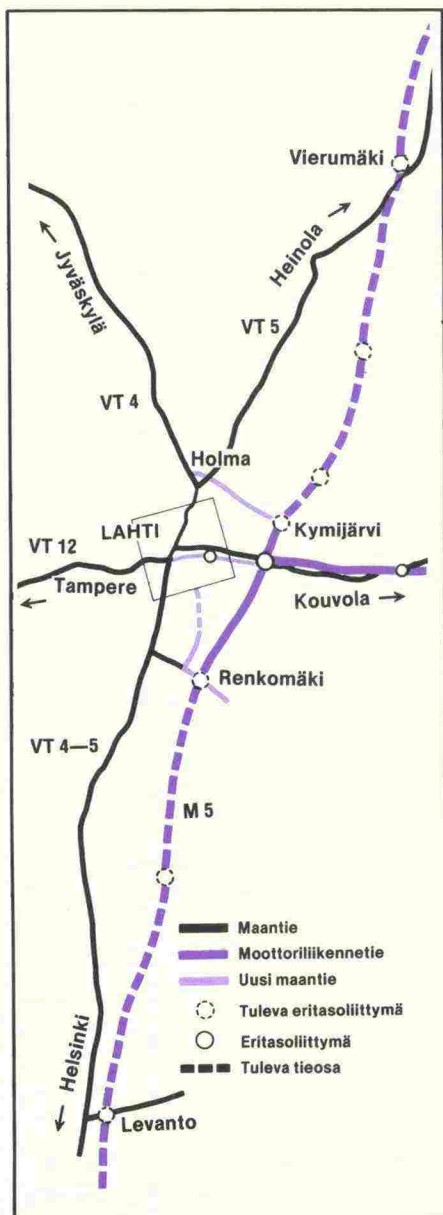 Vierumäki
Heinola
Jyväskylä
VT 5
VT 4
Holma
LAHTI
Kymijärvi
VT 12
Tampere
Kouvola
Renkomäki
VT 4—5
M 5
Maantie
Moottoriliikennetie
Uusi maantie
Tuleva eritasoliittymä
Eritasoliittymä
Tuleva tieosa
Helsinki
Levanto